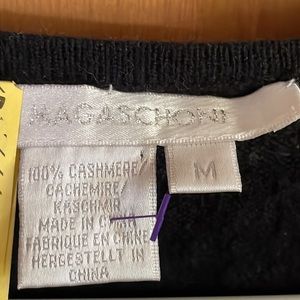 MAGASCHONI
M
100% CASHMERE/
CACHEMIRE/
KASCHMIR
MADE IN CHINA
FABRIQUE EN CHINE
HERGESTELLT IN
CHINA